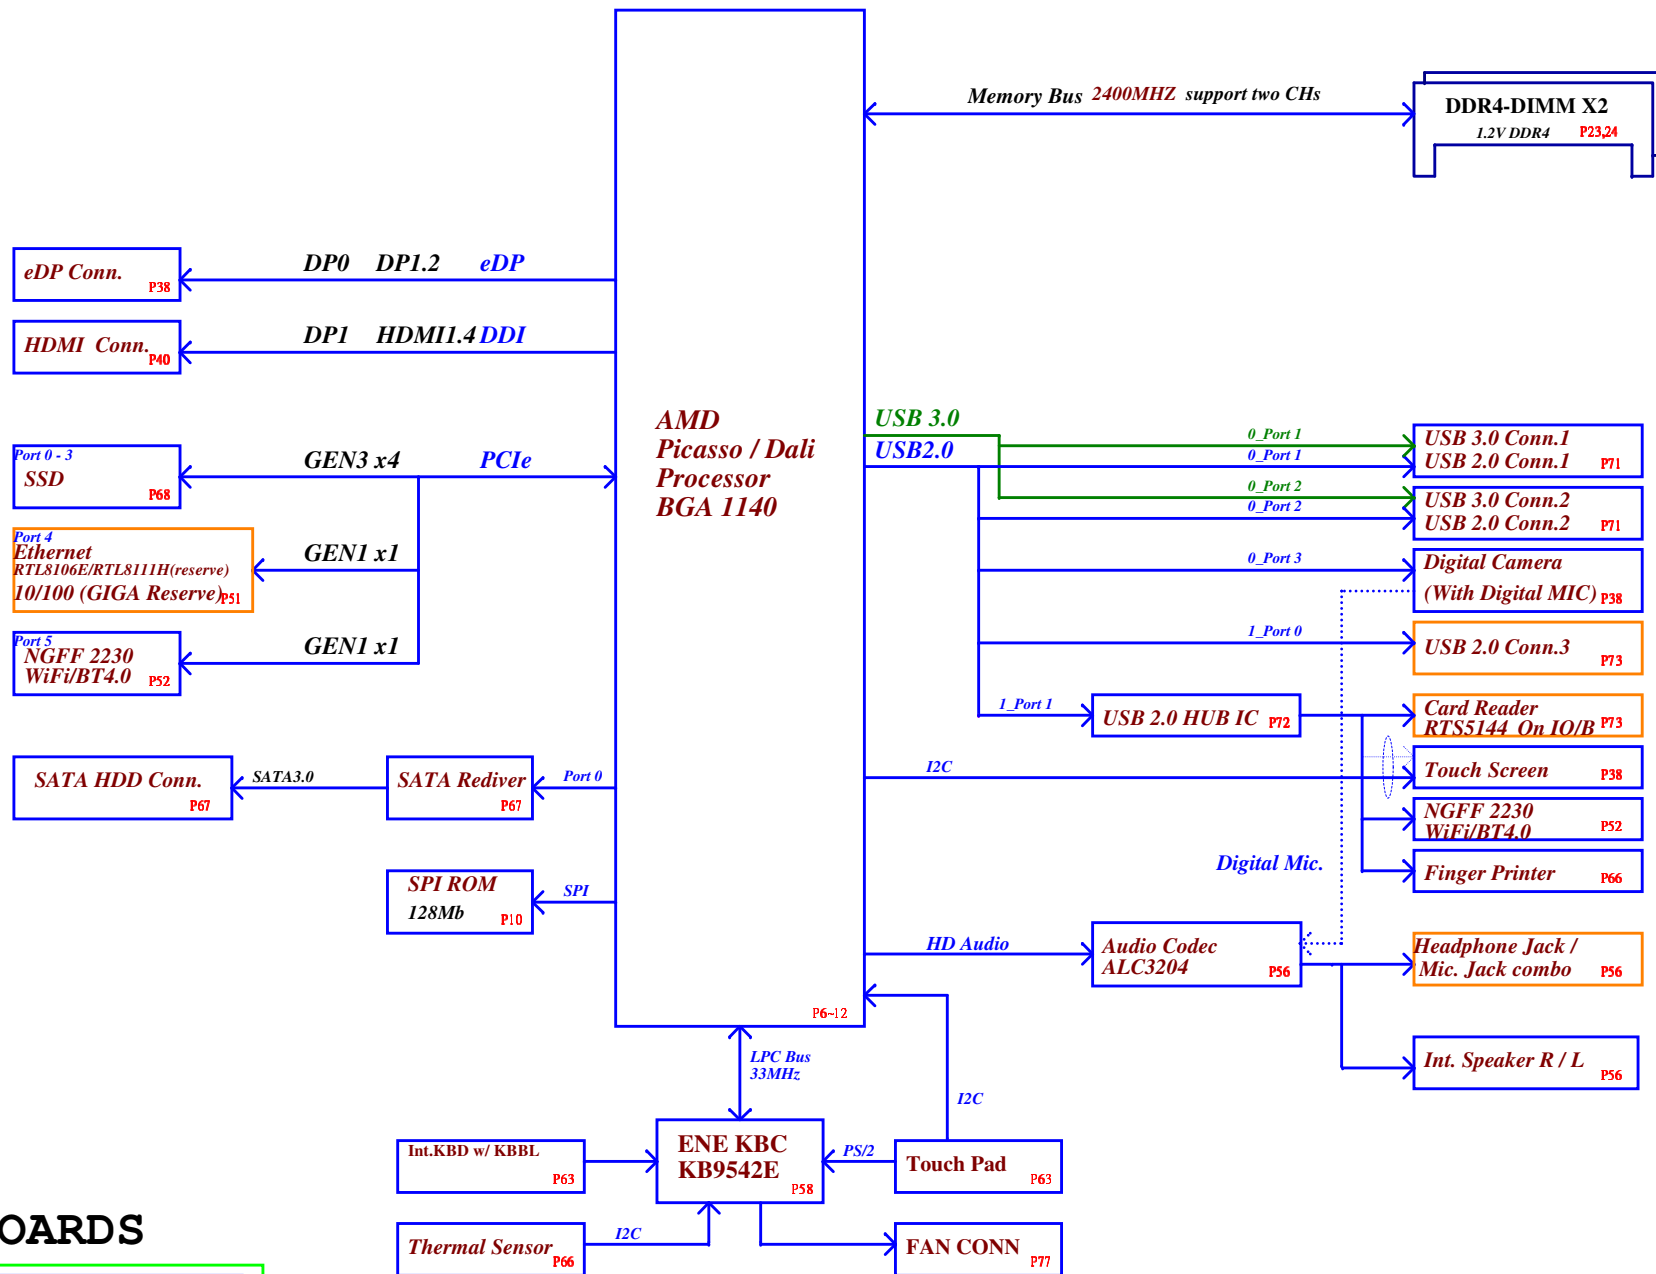 Memory Bus 2400MHZ support two CHs
DDR4-DIMM X2
1.2V DDR4 P23,24
eDP Conn.
P38
DP0 DP1.2 eDP
HDMI Conn.
P40
DP1 HDMI1.4 DDI
AMD
Picasso / Dali
Processor
BGA 1140
P6~12
Port 0 - 3
SSD
P68
GEN3 x4 PCIe
Port 4
Ethernet
RTL8106E/RTL8111H(reserve)
10/100 (GIGA Reserve)
P51
GEN1 x1
Port 5
NGFF 2230
WiFi/BT4.0 P52
GEN1 x1
SATA HDD Conn.
P67
SATA3.0
SATA Rediver
P67
Port 0
SPI ROM
128Mb P10
SPI
USB 3.0
USB2.0
0_Port 1
0_Port 1
USB 3.0 Conn.1
USB 2.0 Conn.1 P71
0_Port 2
0_Port 2
USB 3.0 Conn.2
USB 2.0 Conn.2 P71
0_Port 3
Digital Camera
(With Digital MIC) P38
1_Port 0
USB 2.0 Conn.3
P73
1_Port 1
USB 2.0 HUB IC P72
Card Reader
RTS5144 On IO/B P73
I2C
Touch Screen P38
NGFF 2230
WiFi/BT4.0 P52
Digital Mic.
Finger Printer P66
HD Audio
Audio Codec
ALC3204 P56
Headphone Jack /
Mic. Jack combo P56
Int. Speaker R / L
P56
LPC Bus
33MHz
I2C
Int.KBD w/ KBBL
P63
ENE KBC
KB9542E
P58
PS/2
Touch Pad
P63
Thermal Sensor
P66
I2C
FAN CONN
P77
OARDS